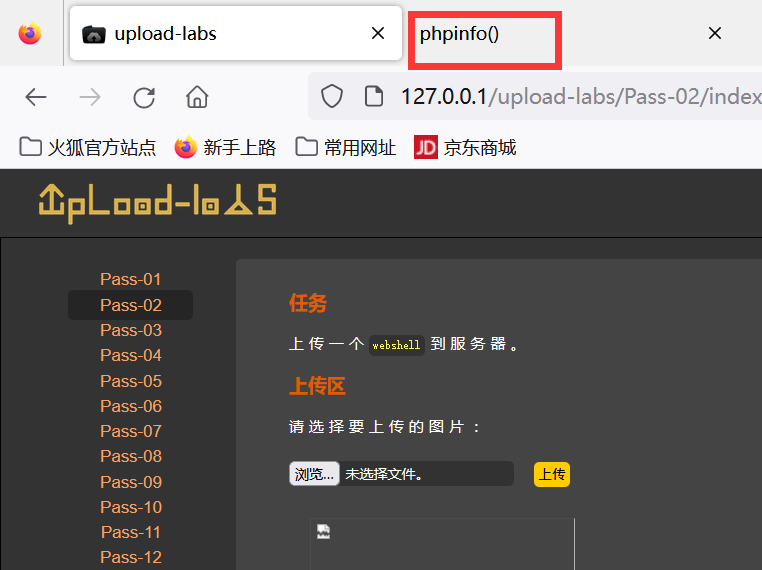 upload-labs
phpinfo()
127.0.0.1/upload-labs/Pass-02/index
火狐官方站点 新手上路 常用网址 JD 京东商城
UpLoad-labs
Pass-01
Pass-02
Pass-03
Pass-04
Pass-05
Pass-06
Pass-07
Pass-08
Pass-09
Pass-10
Pass-11
Pass-12
任务
上传一个 webshell 到服务器。
上传区
请选择要上传的图片：
浏览... 未选择文件。 上传